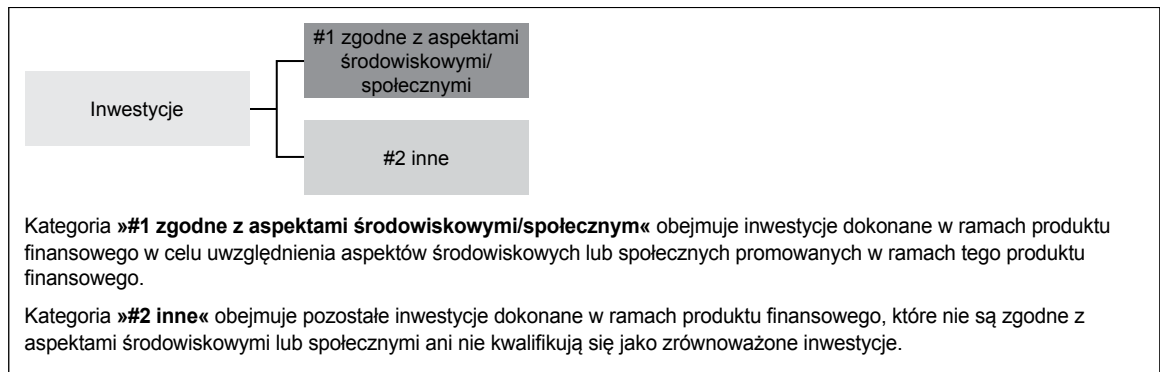 #1 zgodne z aspektami
środowiskowymi/
społecznymi
Inwestycje
#2 inne
Kategoria »#1 zgodne z aspektami środowiskowymi/społecznym« obejmuje inwestycje dokonane w ramach produktu
finansowego w celu uwzględnienia aspektów środowiskowych lub społecznych promowanych w ramach tego produktu
finansowego.
Kategoria »#2 inne« obejmuje pozostałe inwestycje dokonane w ramach produktu finansowego, które nie są zgodne z
aspektami środowiskowymi lub społecznymi ani nie kwalifikują się jako zrównoważone inwestycje.